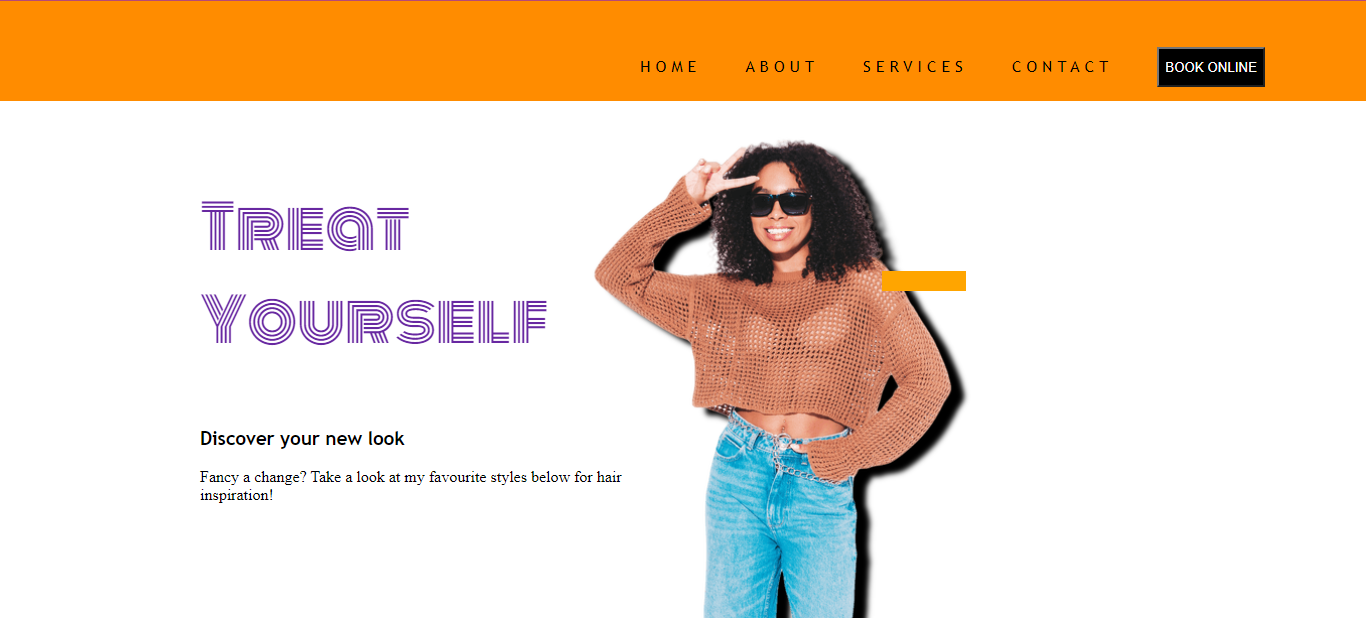 HOME ABOUT SERVICES CONTACT BOOK ONLINE
Treat
Yourself
Discover your new look
Fancy a change? Take a look at my favourite styles below for hair
inspiration!